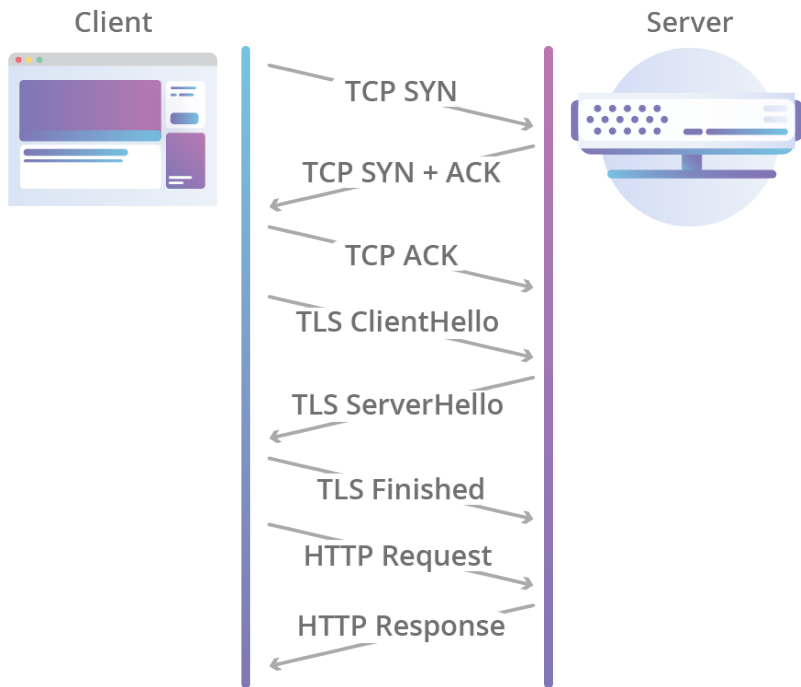 Client
Server
TCP SYN
TCP SYN + ACK
TCP ACK
TLS ClientHello
TLS ServerHello
TLS Finished
HTTP Request
HTTP Response